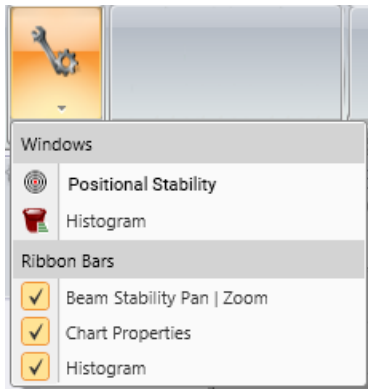 Windows
Positional Stability
Histogram
Ribbon Bars
Beam Stability Pan | Zoom
Chart Properties
Histogram